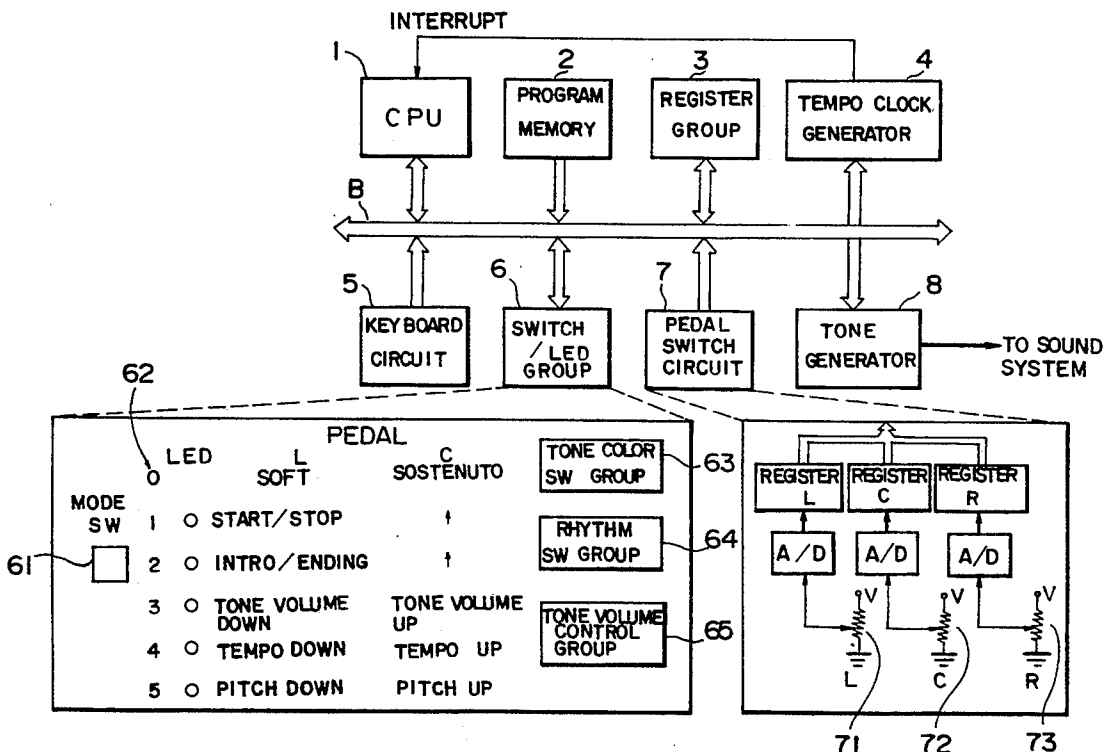 INTERRUPT
1
2
3
4
CPU
PROGRAM
MEMORY
REGISTER
GROUP
TEMPO CLOCK
GENERATOR
B
5
6
7
8
KEYBOARD
CIRCUIT
SWITCH
/ LED
GROUP
PEDAL
SWITCH
CIRCUIT
TONE
GENERATOR
TO SOUND
SYSTEM
62
PEDAL
LED L C
0 SOFT SOSTENUTO
MODE
SW
61
1 START/STOP ↑
2 INTRO/ENDING ↑
3 TONE VOLUME DOWN TONE VOLUME UP
4 TEMPO DOWN TEMPO UP
5 PITCH DOWN PITCH UP
TONE COLOR
SW GROUP
63
RHYTHM
SW GROUP
64
TONE VOLUME
CONTROL
GROUP
65
REGISTER
L
REGISTER
C
REGISTER
R
A/D A/D A/D
V V V
L C R
71 72 73